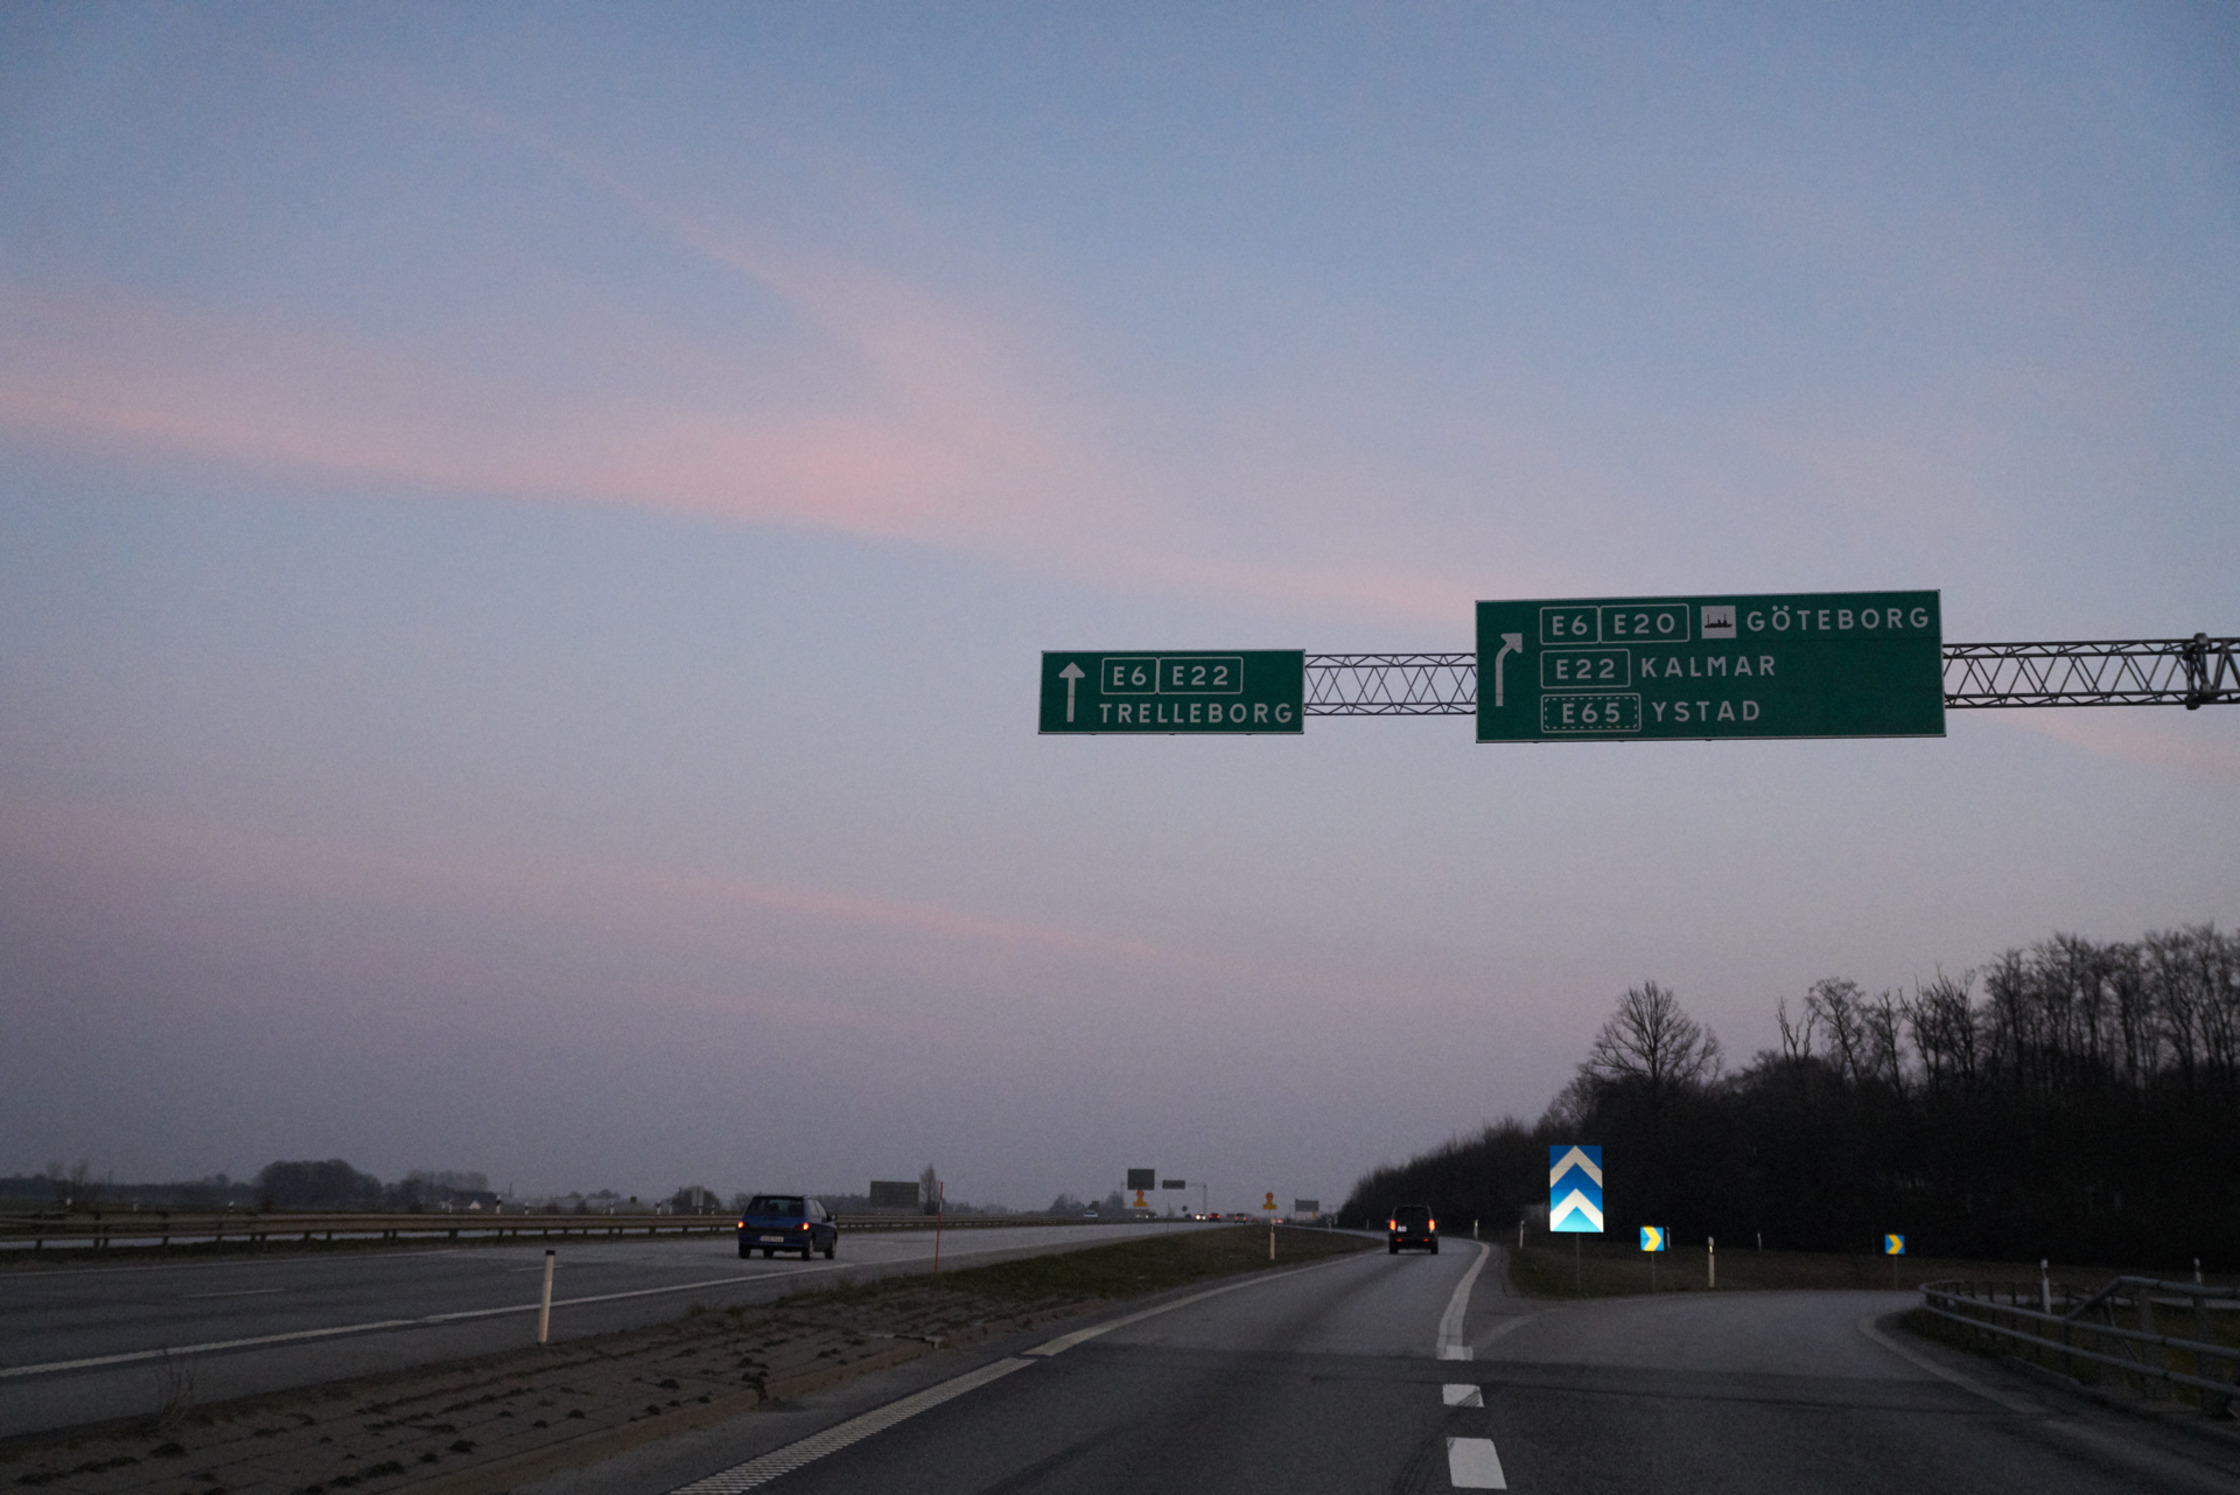 E6 E22
TRELLEBORG
E6 E20 GÖTEBORG
E22 KALMAR
E65 YSTAD